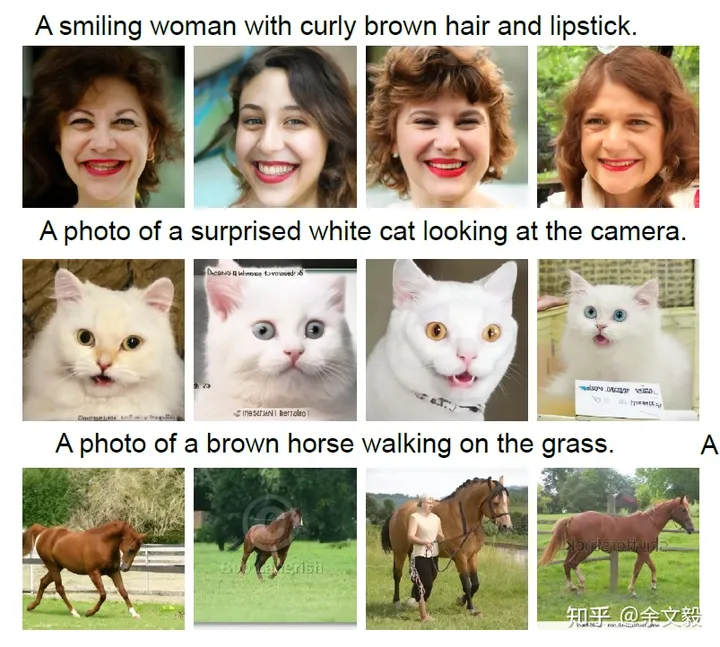 A smiling woman with curly brown hair and lipstick.
A photo of a surprised white cat looking at the camera.
A photo of a brown horse walking on the grass.
A
知乎 @余文毅